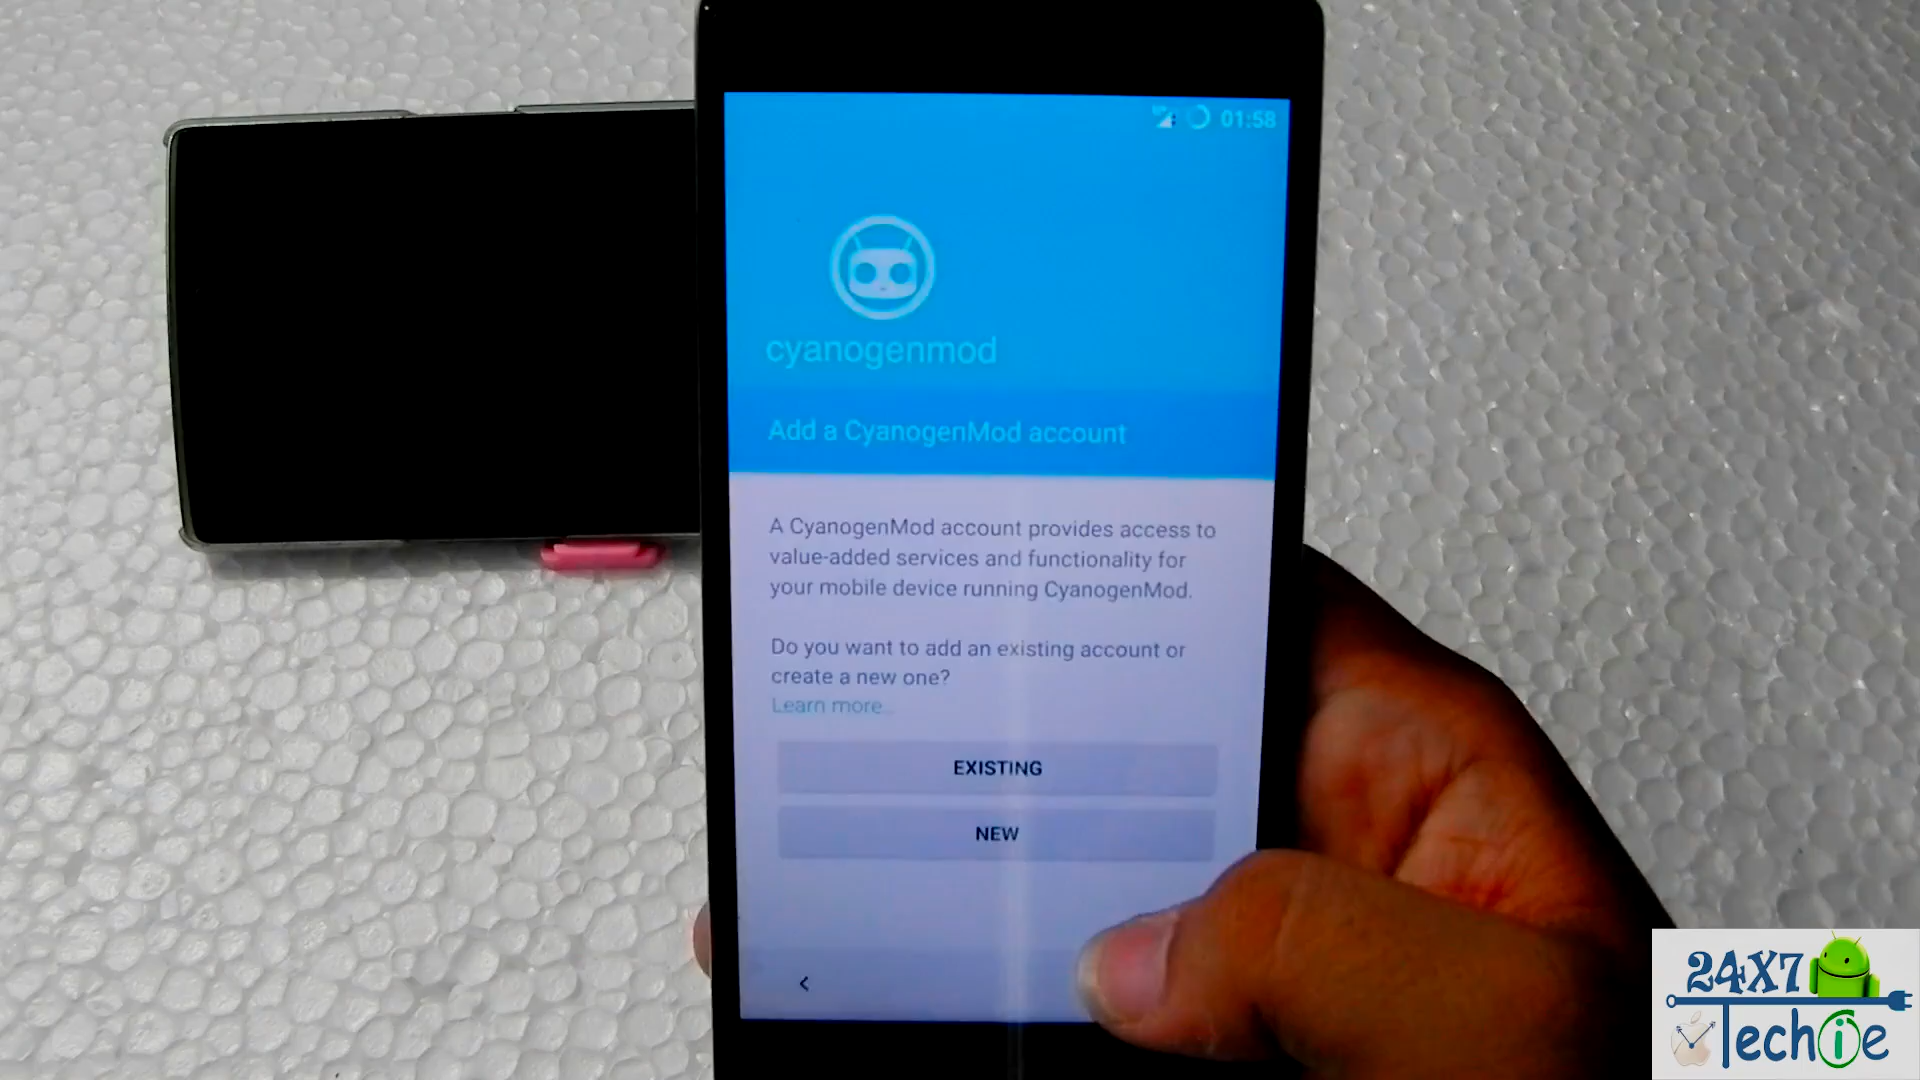 01:58
cyanogenmod
Add a CyanogenMod account
A CyanogenMod account provides access to
value-added services and functionality for
your mobile device running CyanogenMod.
Do you want to add an existing account or
create a new one?
Learn more...
EXISTING
NEW
24X7
Techie